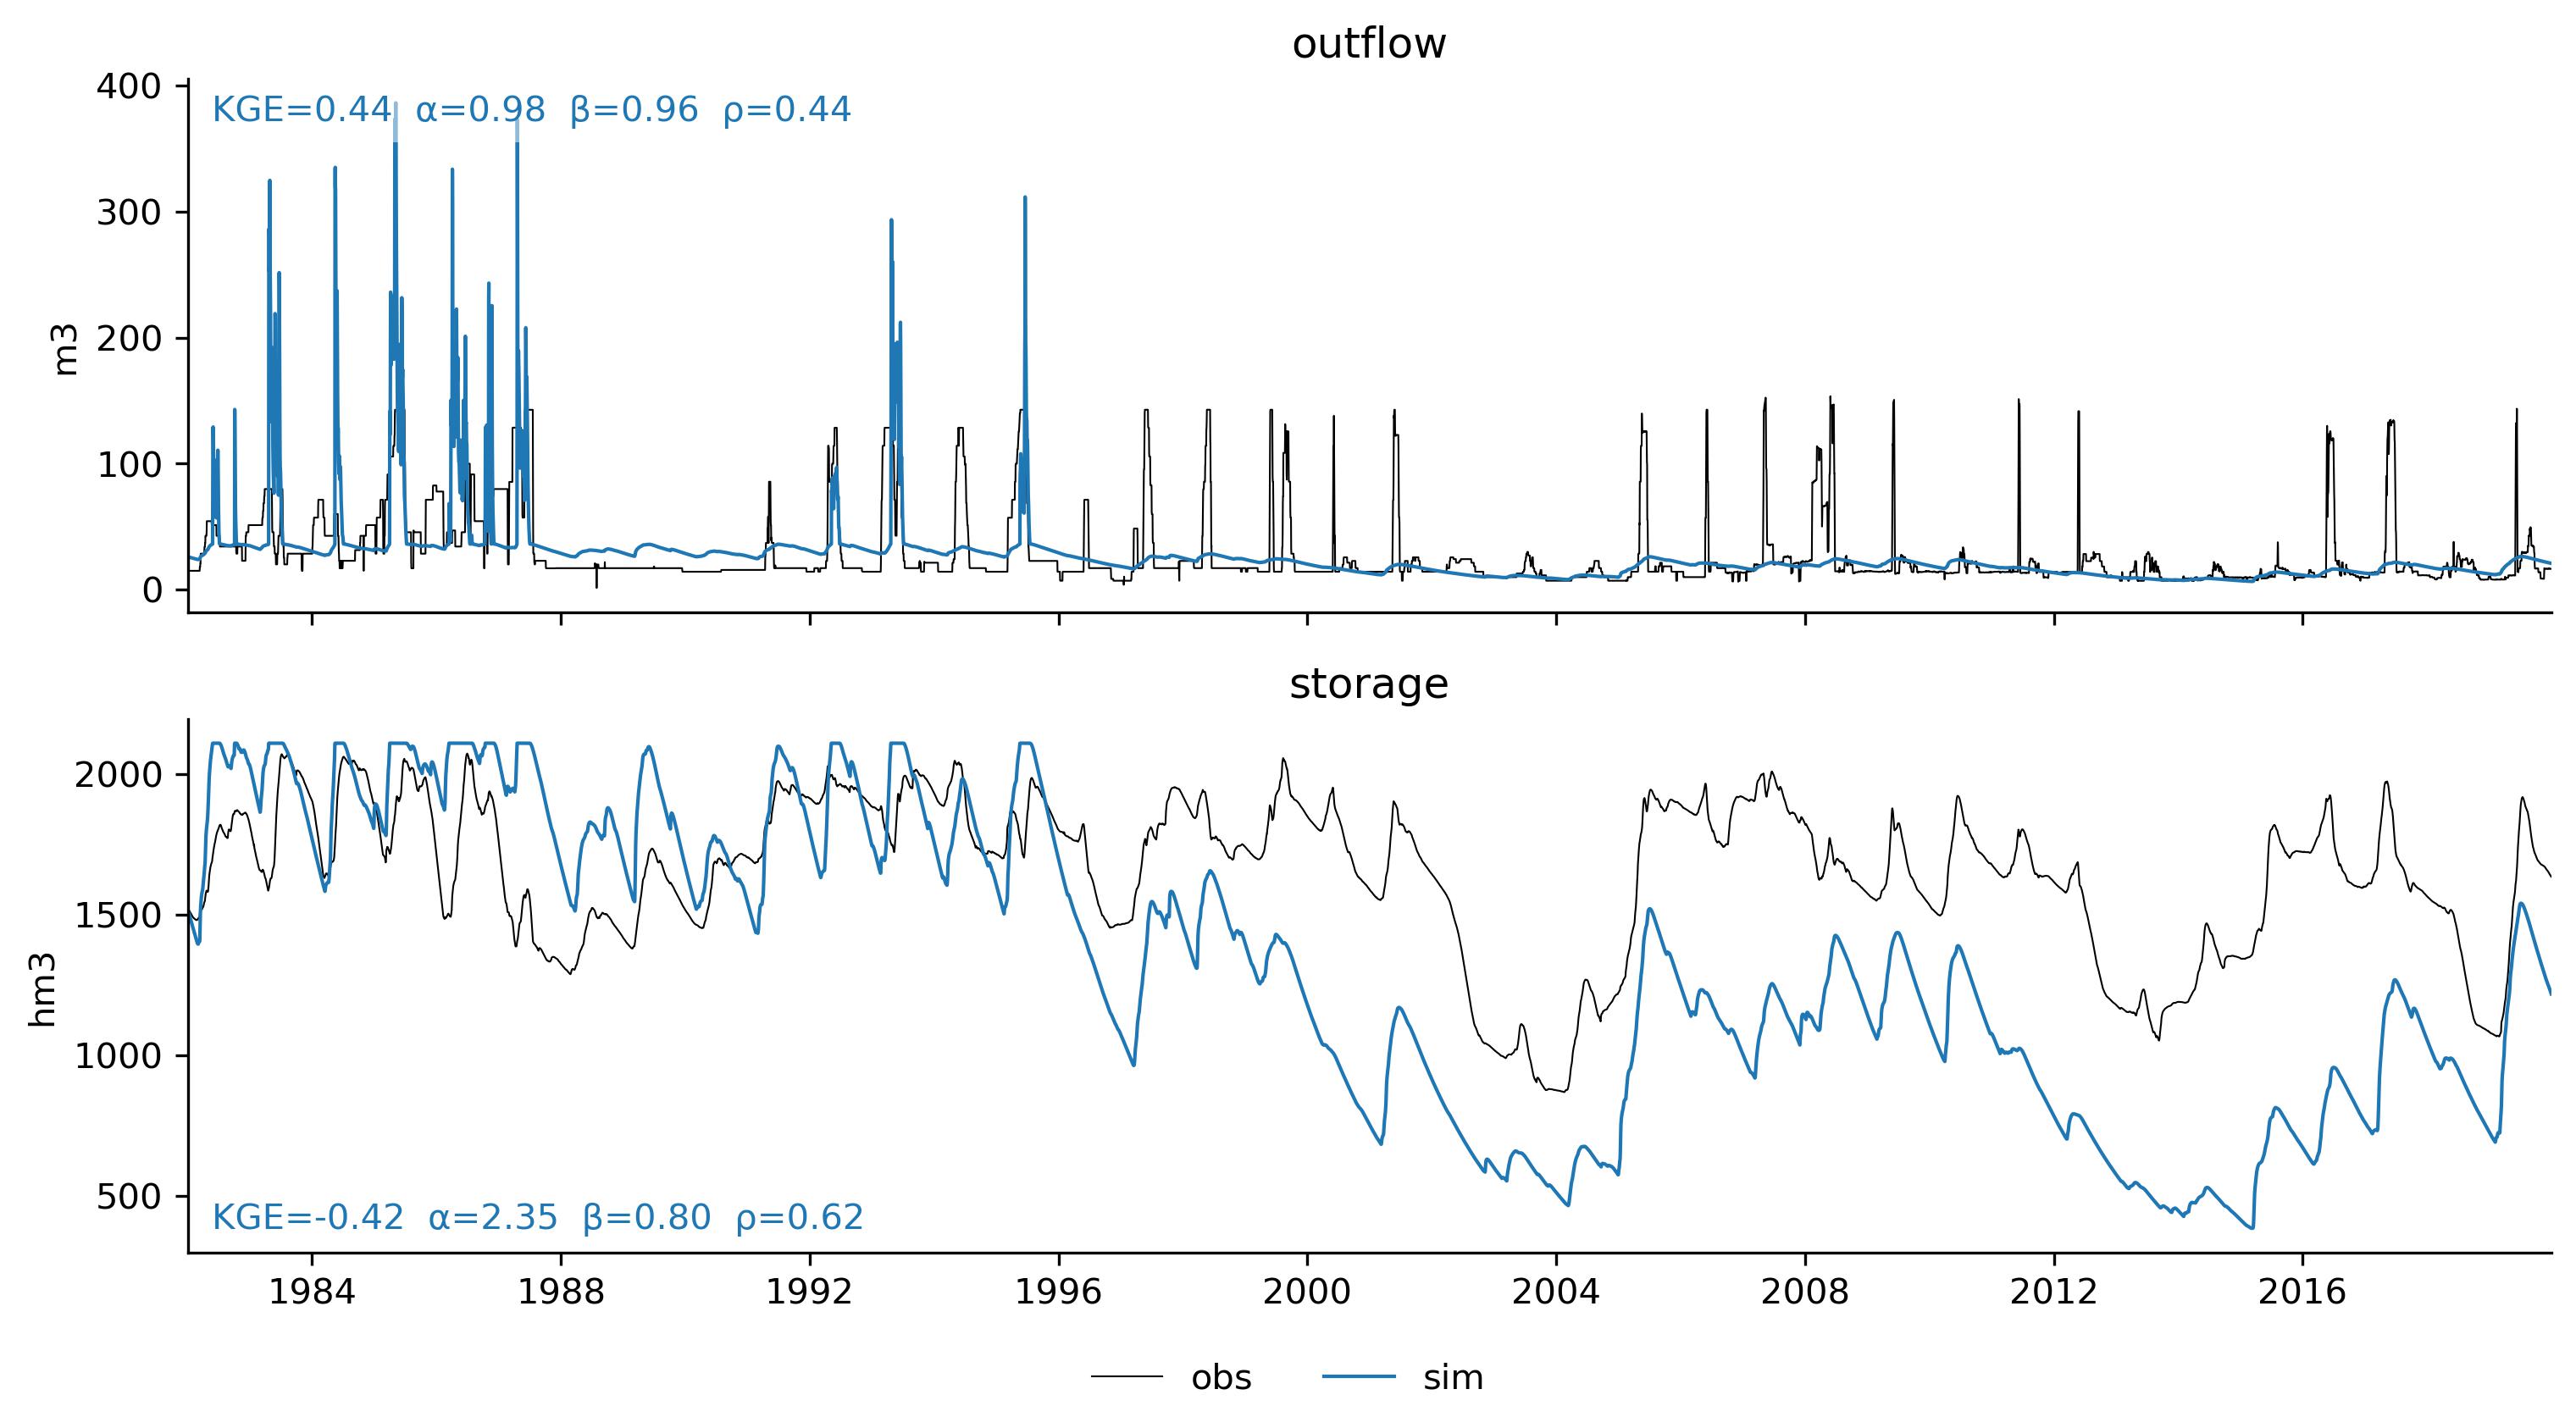 outflow
400
KGE=0.44 α=0.98 β=0.96 ρ=0.44
300
m3
200
100
0
storage
2000
1500
hm3
1000
500
KGE=-0.42 α=2.35 β=0.80 ρ=0.62
1984 1988 1992 1996 2000 2004 2008 2012 2016
obs sim